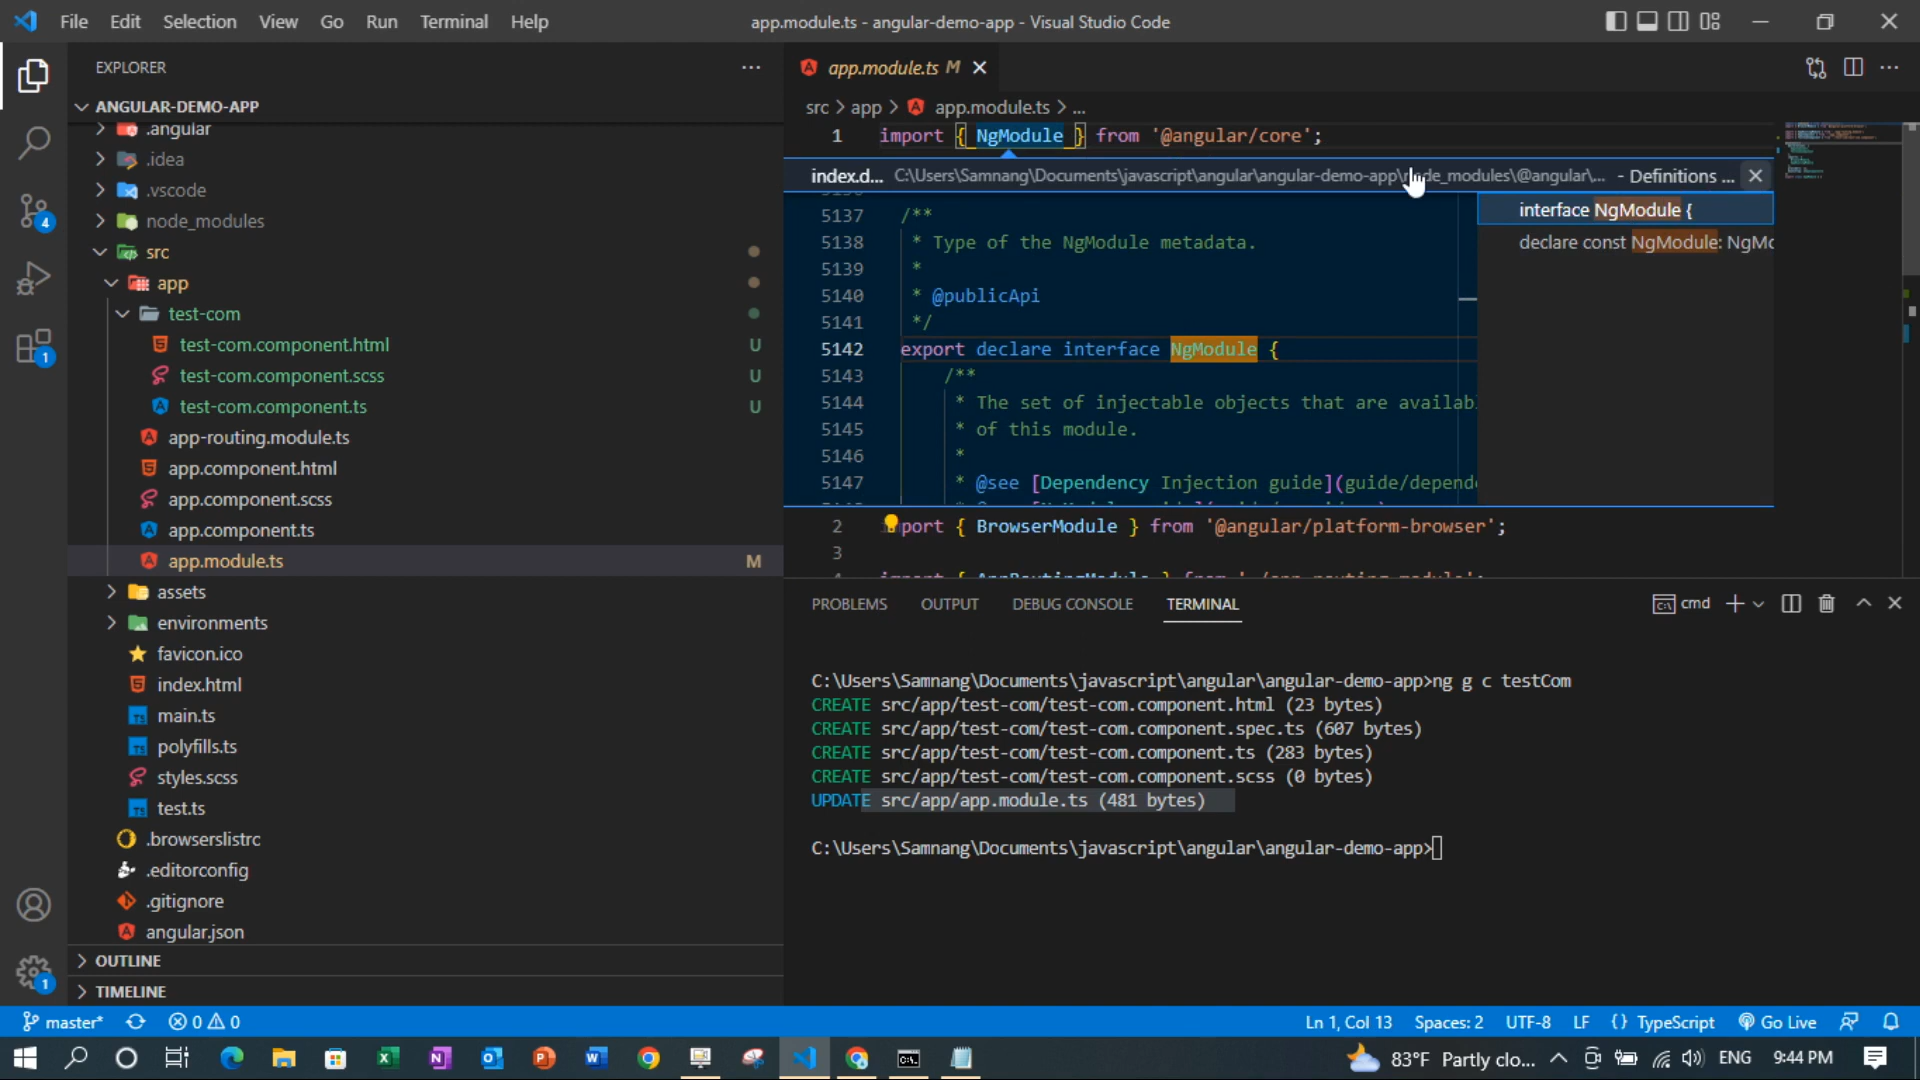 File Edit Selection View Go Run Terminal Help
app.module.ts - angular-demo-app - Visual Studio Code
EXPLORER
ANGULAR-DEMO-APP
.angular
.idea
.vscode
node_modules
src
app
test-com
test-com.component.html U
test-com.component.scss U
test-com.component.ts U
app-routing.module.ts
app.component.html
app.component.scss
app.component.ts
app.module.ts M
assets
environments
favicon.ico
index.html
main.ts
polyfills.ts
styles.scss
test.ts
.browserslistrc
.editorconfig
.gitignore
angular.json
OUTLINE
TIMELINE
4
1
1
app.module.ts M
src > app > app.module.ts > ...
1 import { NgModule } from '@angular/core';
index.d... C:\Users\Samnang\Documents\javascript\angular\angular-demo-app\node_modules\@angular\... - Definitions ...
5137 /**
5138 * Type of the NgModule metadata.
5139 *
5140 * @publicApi
5141 */
5142 export declare interface NgModule {
5143 /**
5144 * The set of injectable objects that are availab
5145 * of this module.
5146 *
5147 * @see [Dependency Injection guide](guide/depend
interface NgModule {
declare const NgModule: NgMo
2 import { BrowserModule } from '@angular/platform-browser';
3
PROBLEMS OUTPUT DEBUG CONSOLE TERMINAL
cmd
C:\Users\Samnang\Documents\javascript\angular\angular-demo-app>ng g c testCom
CREATE src/app/test-com/test-com.component.html (23 bytes)
CREATE src/app/test-com/test-com.component.spec.ts (607 bytes)
CREATE src/app/test-com/test-com.component.ts (283 bytes)
CREATE src/app/test-com/test-com.component.scss (0 bytes)
UPDATE src/app/app.module.ts (481 bytes)
C:\Users\Samnang\Documents\javascript\angular\angular-demo-app>
master* 0 0
Ln 1, Col 13 Spaces: 2 UTF-8 LF {} TypeScript Go Live
83°F Partly clo... ENG 9:44 PM